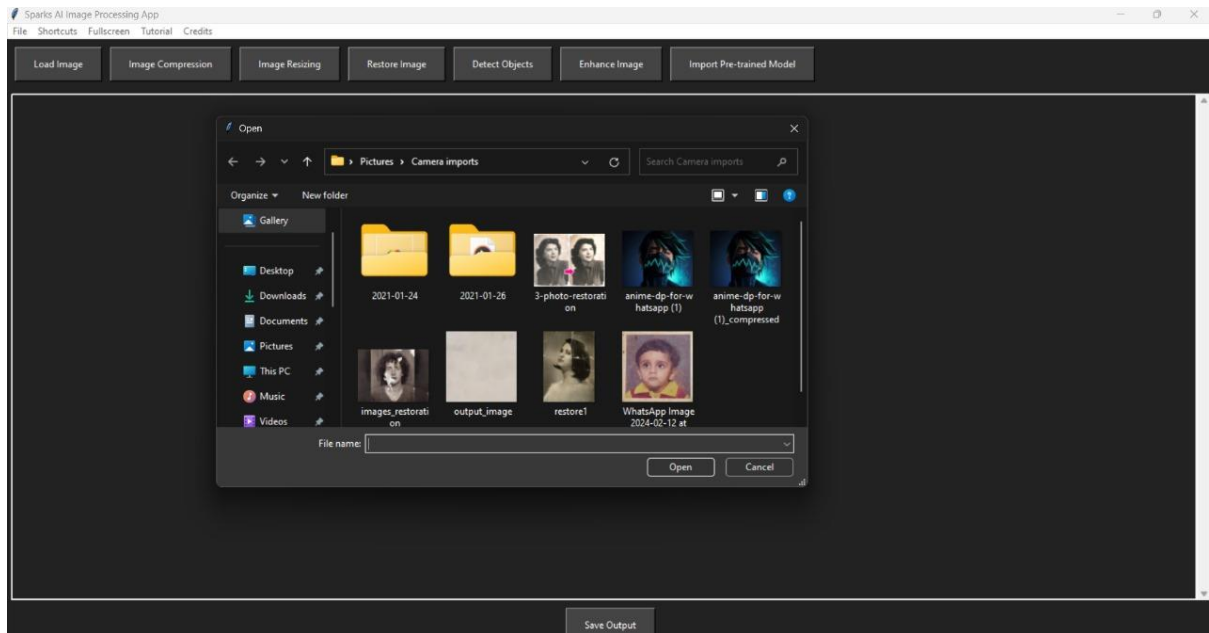 Sparks AI Image Processing App
File Shortcuts Fullscreen Tutorial Credits
Load Image Image Compression Image Resizing Restore Image Detect Objects Enhance Image Import Pre-trained Model
Open
Pictures › Camera imports Search Camera imports
Organize New folder
Gallery
Desktop
Downloads
Documents
Pictures
This PC
Music
Videos
2021-01-24 2021-01-26 3-photo-restorati anime-dp-for-w anime-dp-for-w
on hatsapp (1) hatsapp
(1)_compressed
images_restorati output_image restore1 WhatsApp Image
on 2024-02-12 at
File name:
Open Cancel
Save Output